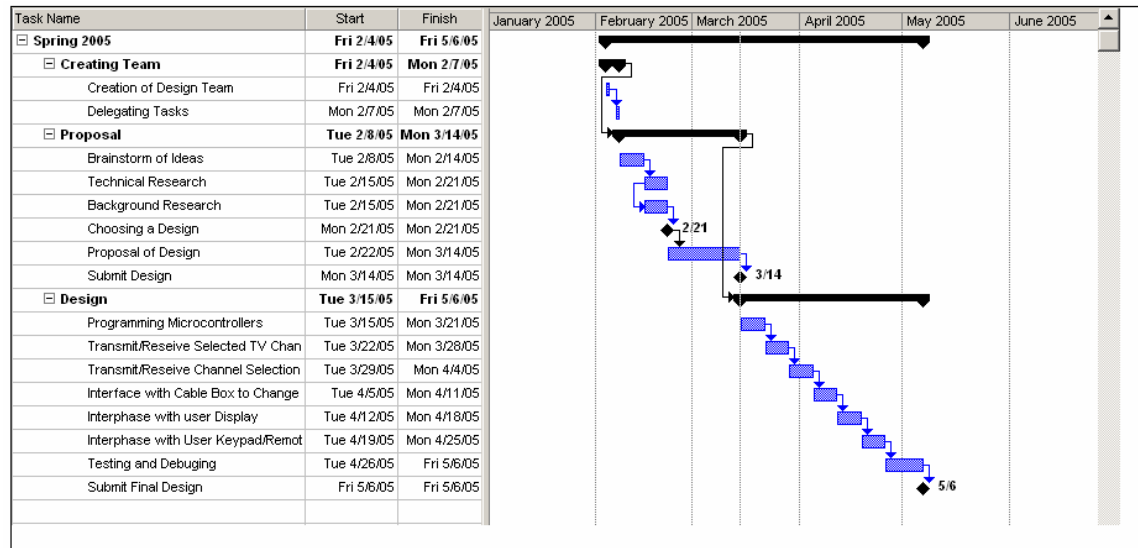 Task Name Start Finish January 2005 February 2005 March 2005 April 2005 May 2005 June 2005
Spring 2005 Fri 2/4/05 Fri 5/6/05
Creating Team Fri 2/4/05 Mon 2/7/05
Creation of Design Team Fri 2/4/05 Fri 2/4/05
Delegating Tasks Mon 2/7/05 Mon 2/7/05
Proposal Tue 2/8/05 Mon 3/14/05
Brainstorm of Ideas Tue 2/8/05 Mon 2/14/05
Technical Research Tue 2/15/05 Mon 2/21/05
Background Research Tue 2/15/05 Mon 2/21/05
Choosing a Design Mon 2/21/05 Mon 2/21/05 2/21
Proposal of Design Tue 2/22/05 Mon 3/14/05
Submit Design Mon 3/14/05 Mon 3/14/05 3/14
Design Tue 3/15/05 Fri 5/6/05
Programming Microcontrollers Tue 3/15/05 Mon 3/21/05
Transmit/Reseive Selected TV Chan Tue 3/22/05 Mon 3/28/05
Transmit/Reseive Channel Selection Tue 3/29/05 Mon 4/4/05
Interface with Cable Box to Change Tue 4/5/05 Mon 4/11/05
Interphase with user Display Tue 4/12/05 Mon 4/18/05
Interphase with User Keypad/Remot Tue 4/19/05 Mon 4/25/05
Testing and Debuging Tue 4/26/05 Fri 5/6/05
Submit Final Design Fri 5/6/05 Fri 5/6/05 5/6